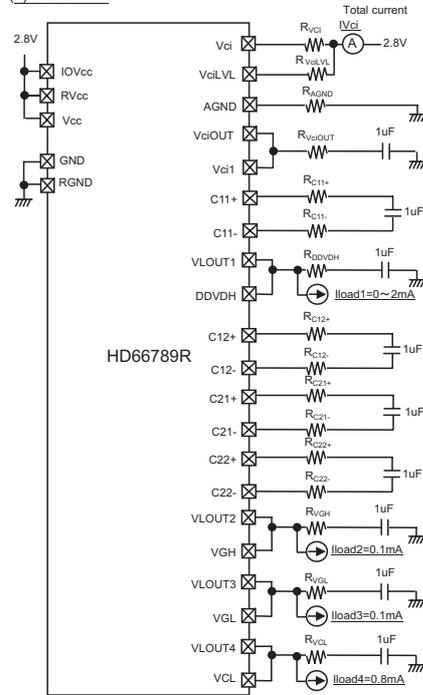 Total current
IVci
2.8V
Vci
RVCI
A
2.8V
IOVcc
VciLVL
RVciLVL
RVcc
AGND
RAGND
Vcc
VciOUT
RVciOUT
1uF
GND
Vci1
RGND
C11+
RC11+
1uF
C11-
RC11-
VLOUT1
RDDVDH
1uF
DDVDH
Iload1=0~2mA
C12+
RC12+
1uF
HD66789R
C12-
RC12-
C21+
RC21+
1uF
C21-
RC21-
C22+
RC22+
1uF
C22-
RC22-
VLOUT2
RVGH
1uF
VGH
Iload2=0.1mA
VLOUT3
RVGL
1uF
VGL
Iload3=0.1mA
VLOUT4
RVCL
1uF
VCL
Iload4=0.8mA